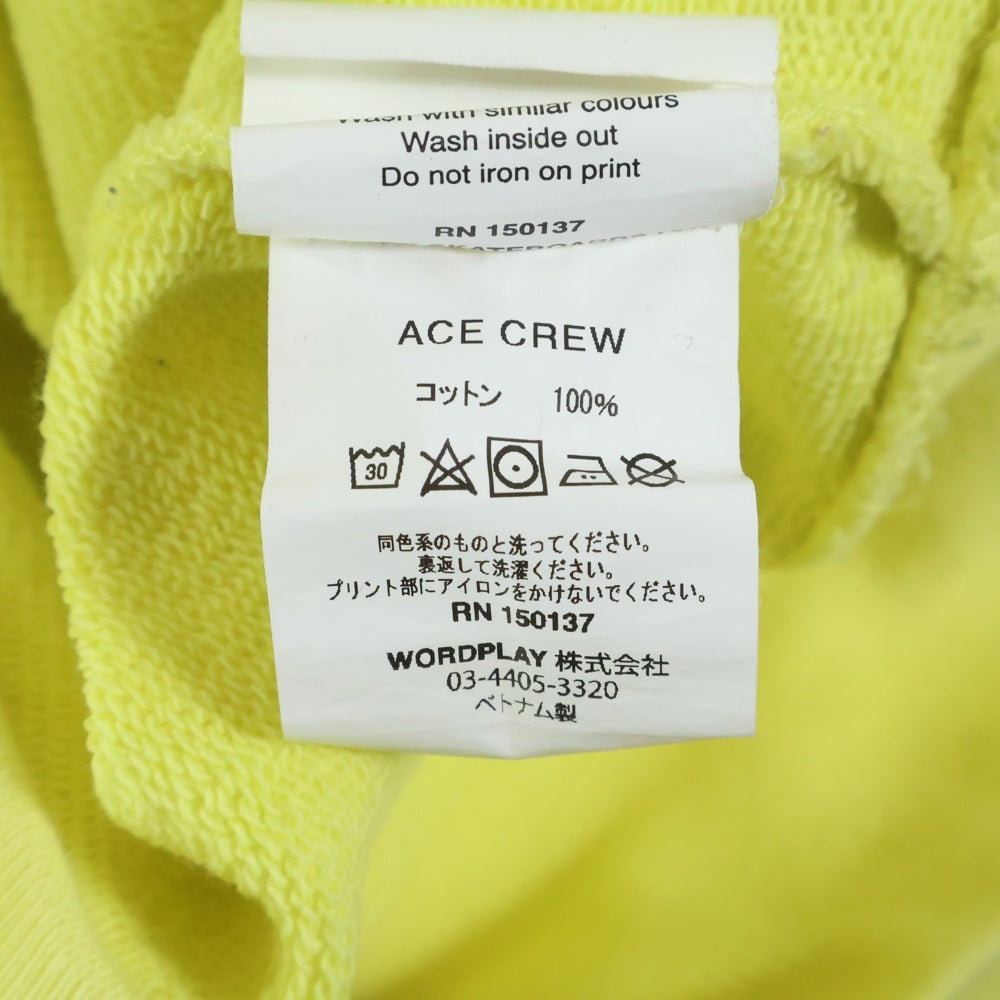 Wash with similar colours
Wash inside out
Do not iron on print
RN 150137
ACE CREW
コットン 100%
30
同色系のものと洗ってください。
裏返して洗濯ください。
プリント部にアイロンをかけないでください。
RN 150137
WORDPLAY 株式会社
03-4405-3320
ベトナム製